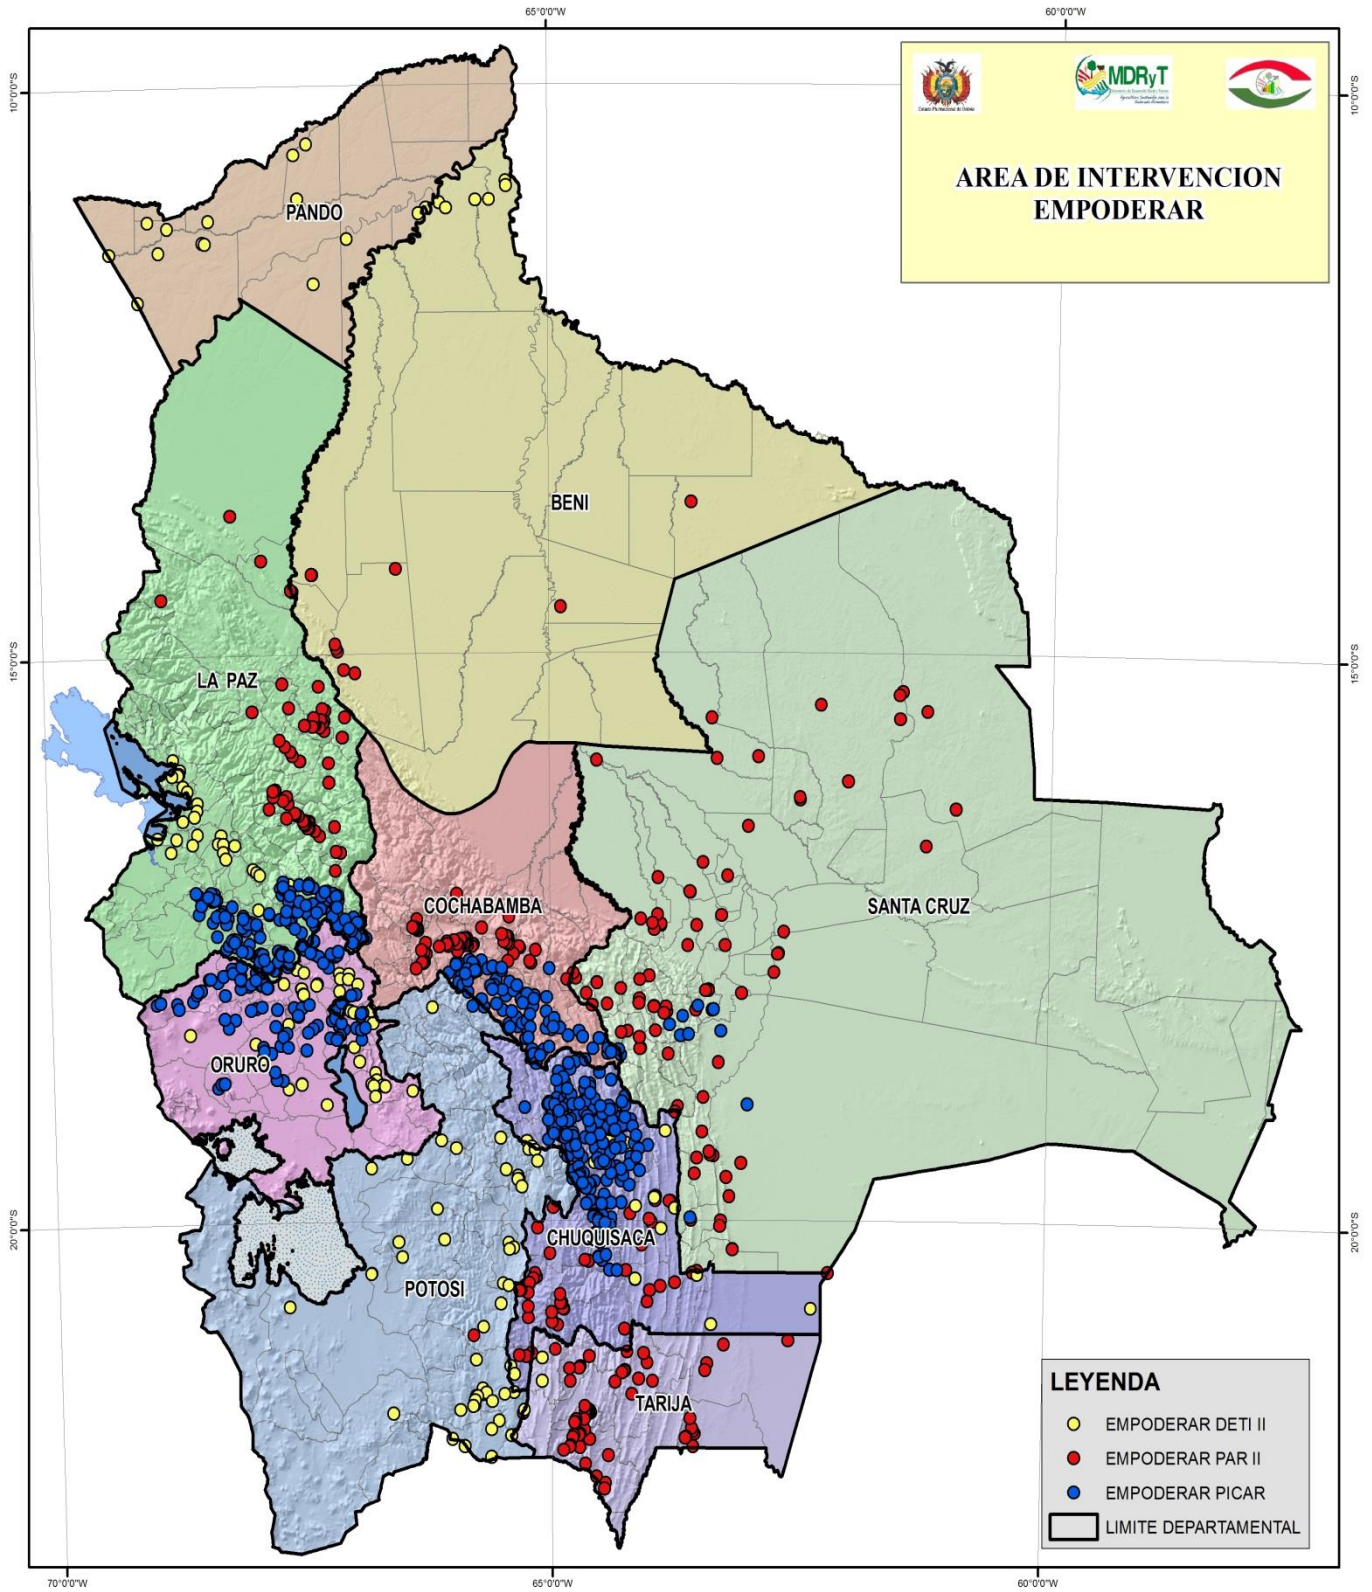 65°0'0"W
60°0'0"W
10°0'0"S
10°0'0"S
MDRyT
AREA DE INTERVENCION
EMPODERAR
PANDO
BENI
15°0'0"S
15°0'0"S
LA PAZ
COCHABAMBA
SANTA CRUZ
ORURO
20°0'0"S
20°0'0"S
CHUQUISACA
POTOSI
TARIJA
LEYENDA
EMPODERAR DETI II
EMPODERAR PAR II
EMPODERAR PICAR
LIMITE DEPARTAMENTAL
70°0'0"W
65°0'0"W
60°0'0"W